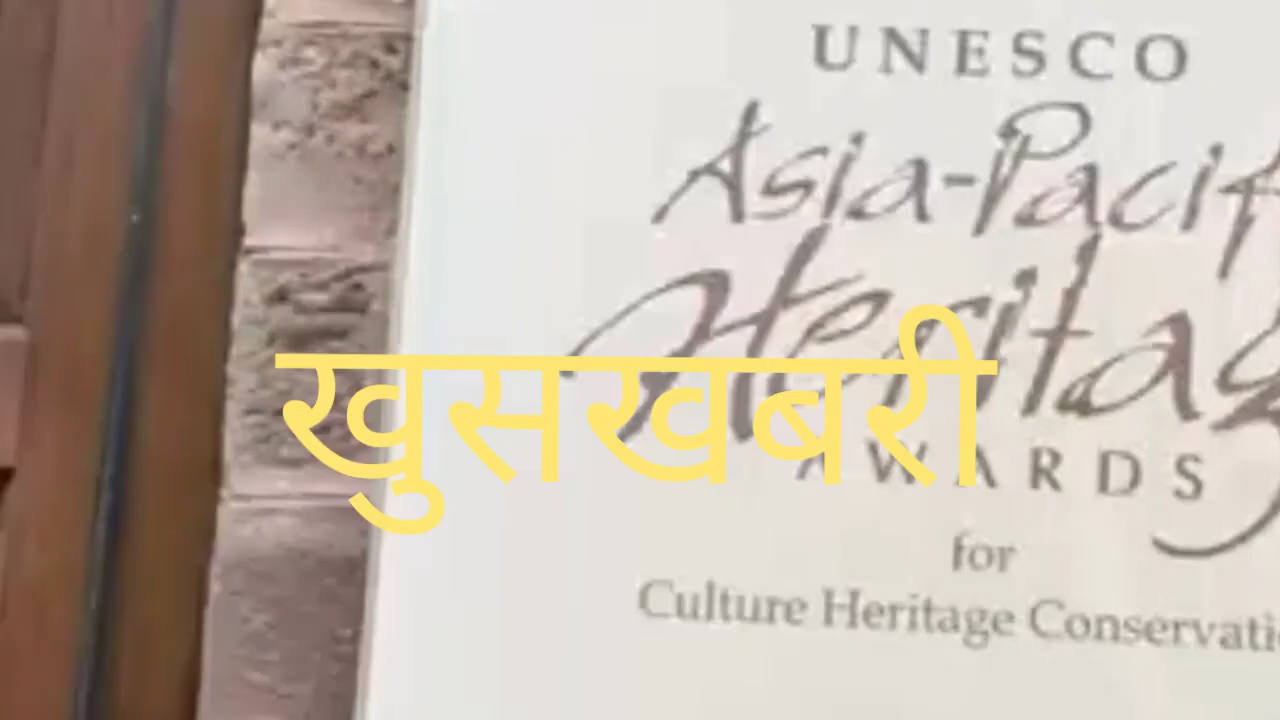 UNESCO
Asia-Pacif
Heritag
खुसखबरी
AWARDS
for
Culture Heritage Conservati